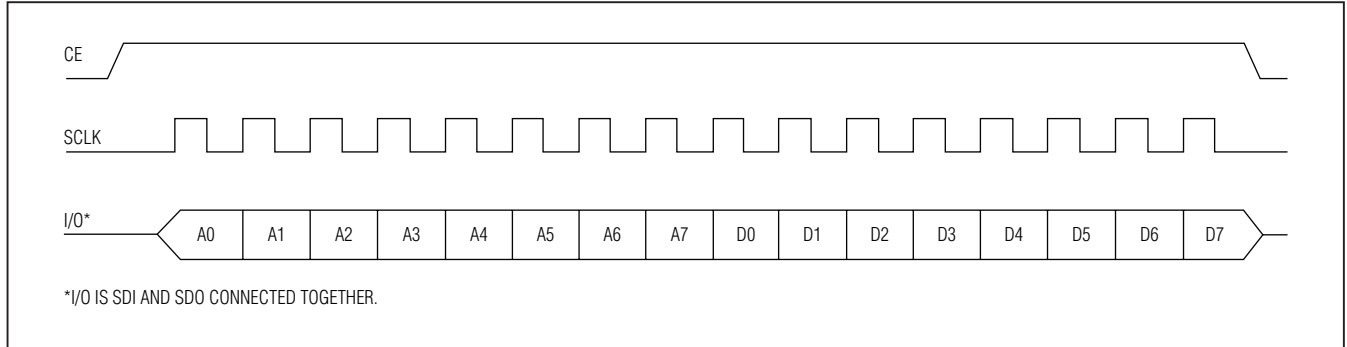 CE
SCLK
I/O*
A0 A1 A2 A3 A4 A5 A6 A7 D0 D1 D2 D3 D4 D5 D6 D7
*I/O IS SDI AND SDO CONNECTED TOGETHER.